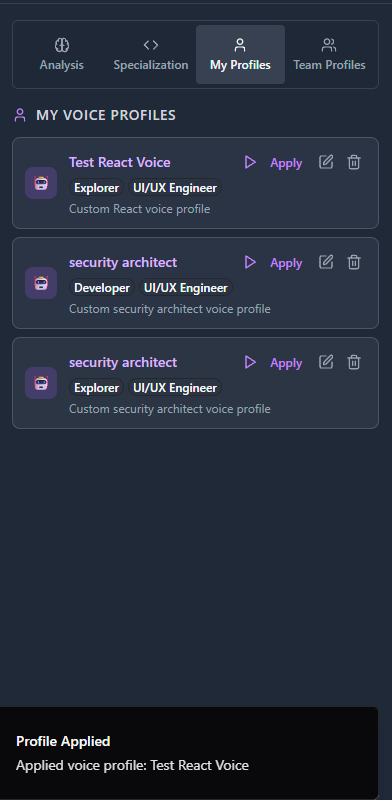 Analysis
Specialization
My Profiles
Team Profiles
MY VOICE PROFILES
Test React Voice
Apply
Explorer UI/UX Engineer
Custom React voice profile
security architect
Apply
Developer UI/UX Engineer
Custom security architect voice profile
security architect
Apply
Explorer UI/UX Engineer
Custom security architect voice profile
Profile Applied
Applied voice profile: Test React Voice